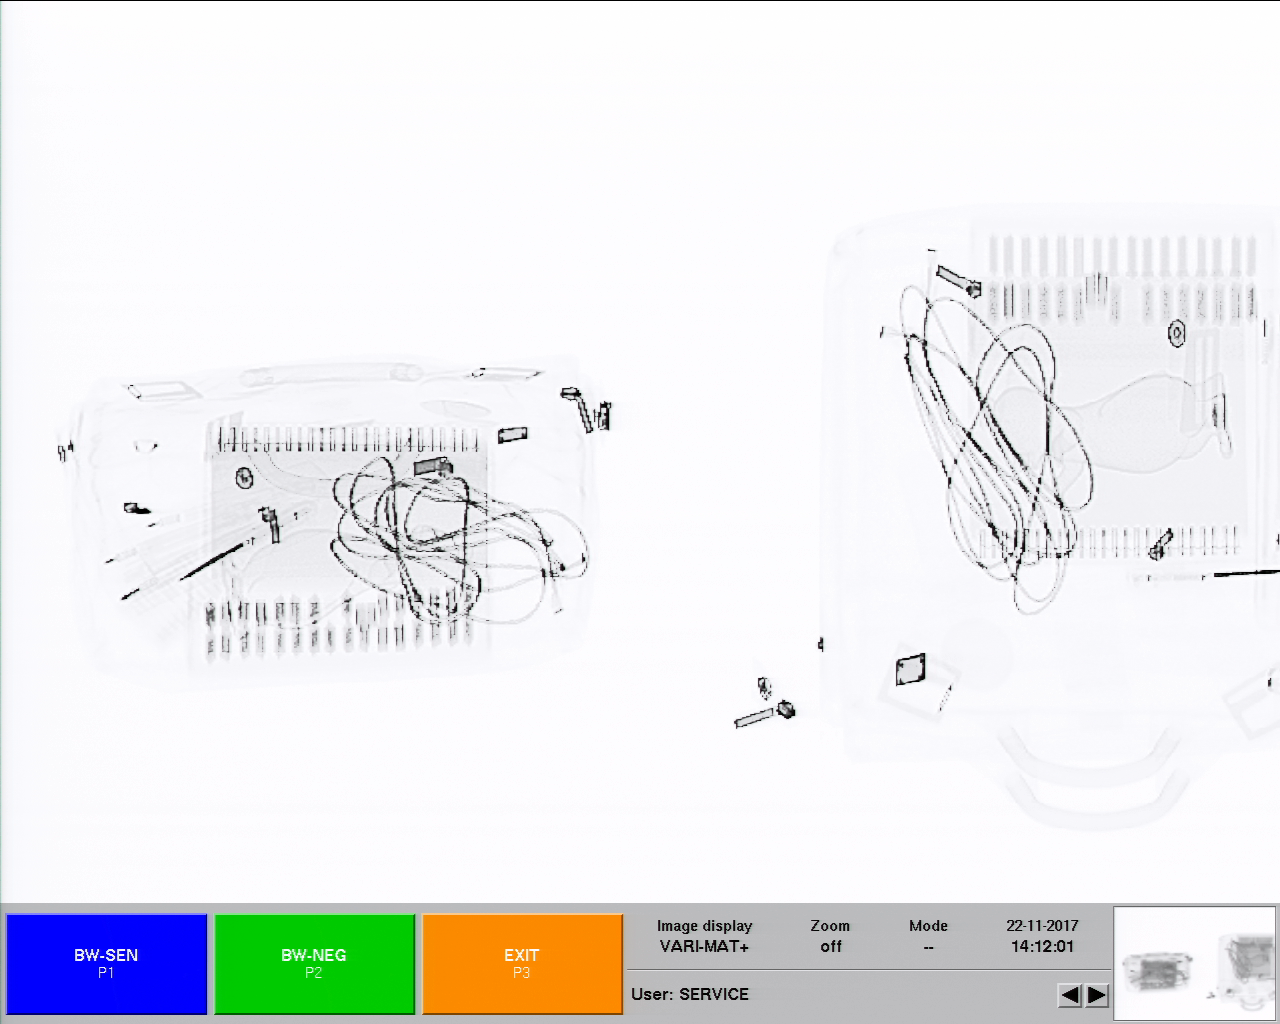 BW-SEN
P1
BW-NEG
P2
EXIT
P3
Image display
VARI-MAT+
Zoom
off
Mode
--
22-11-2017
14:12:01
User: SERVICE